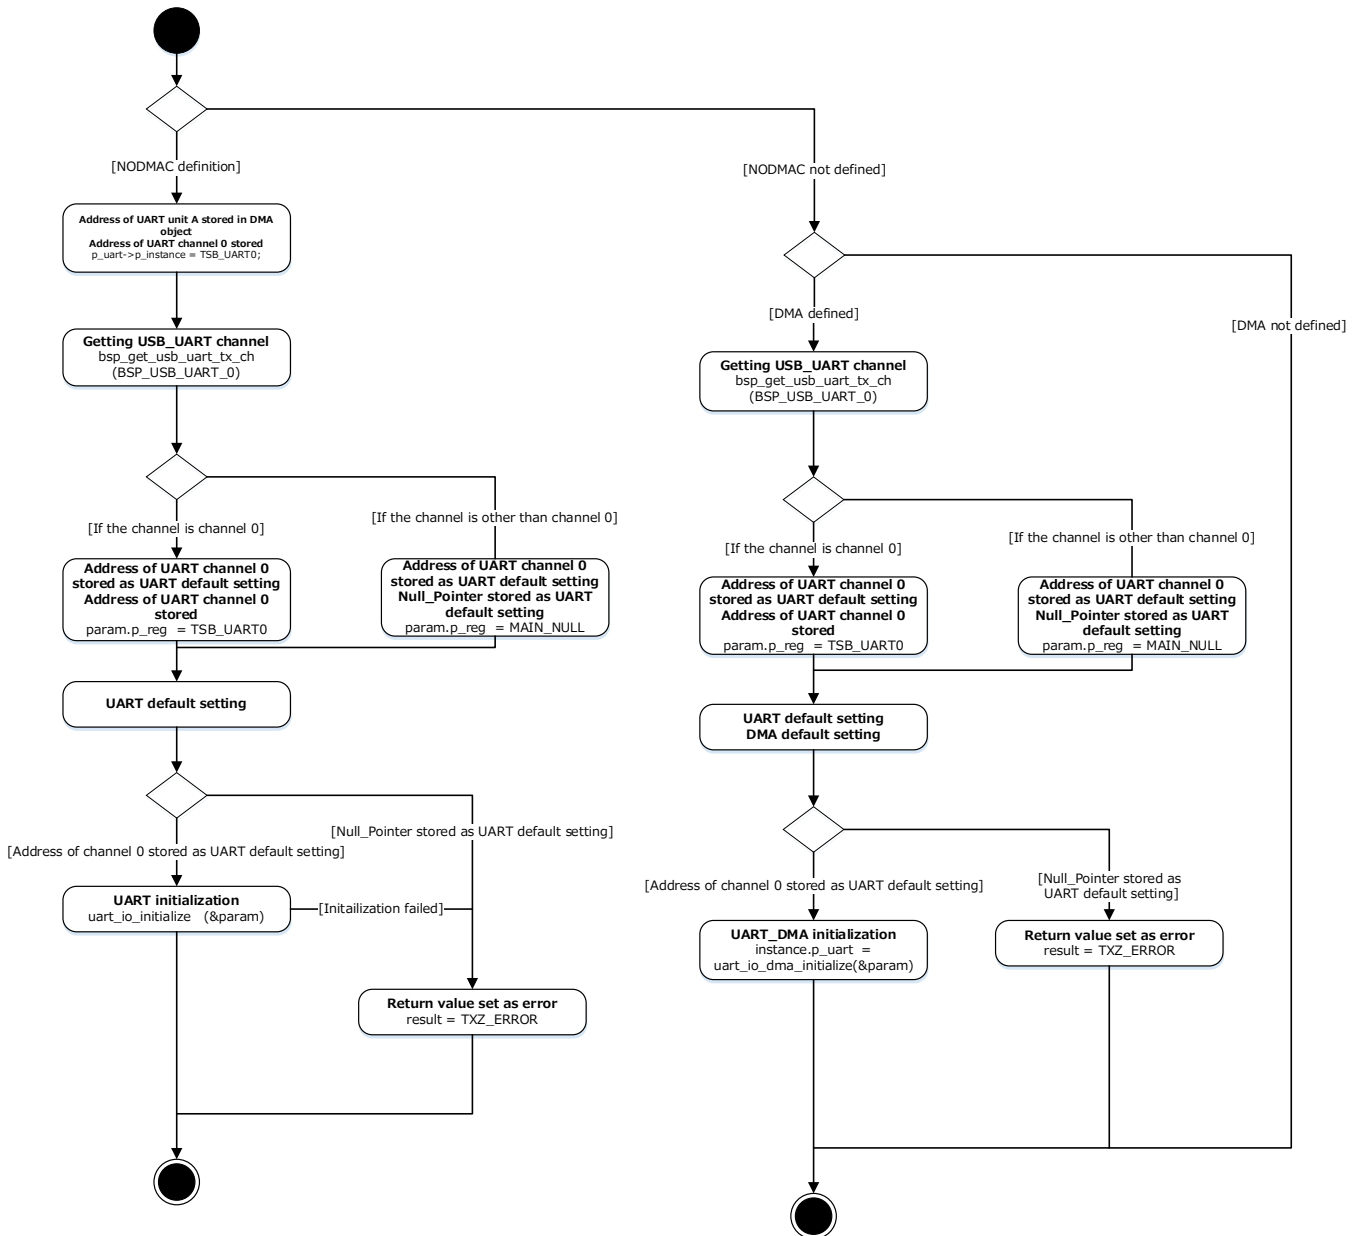 [NODMAC definition]
Address of UART unit A stored in DMA
object
Address of UART channel 0 stored
p_uart->p_instance = TSB_UART0;
Getting USB_UART channel
bsp_get_usb_uart_tx_ch
(BSP_USB_UART_0)
[If the channel is channel 0]
[If the channel is other than channel 0]
Address of UART channel 0
stored as UART default setting
Address of UART channel 0
stored
param.p_reg = TSB_UART0
Address of UART channel 0
stored as UART default setting
Null_Pointer stored as UART
default setting
param.p_reg = MAIN_NULL
UART default setting
[Null_Pointer stored as UART default setting]
[Address of channel 0 stored as UART default setting]
UART initialization
uart_io_initialize (&param)
[Initailization failed]
Return value set as error
result = TXZ_ERROR
[NODMAC not defined]
[DMA defined]
[DMA not defined]
Getting USB_UART channel
bsp_get_usb_uart_tx_ch
(BSP_USB_UART_0)
[If the channel is channel 0]
[If the channel is other than channel 0]
Address of UART channel 0
stored as UART default setting
Address of UART channel 0
stored
param.p_reg = TSB_UART0
Address of UART channel 0
stored as UART default setting
Null_Pointer stored as UART
default setting
param.p_reg = MAIN_NULL
UART default setting
DMA default setting
[Address of channel 0 stored as UART default setting]
[Null_Pointer stored as
UART default setting]
UART_DMA initialization
instance.p_uart =
uart_io_dma_initialize(&param)
Return value set as error
result = TXZ_ERROR